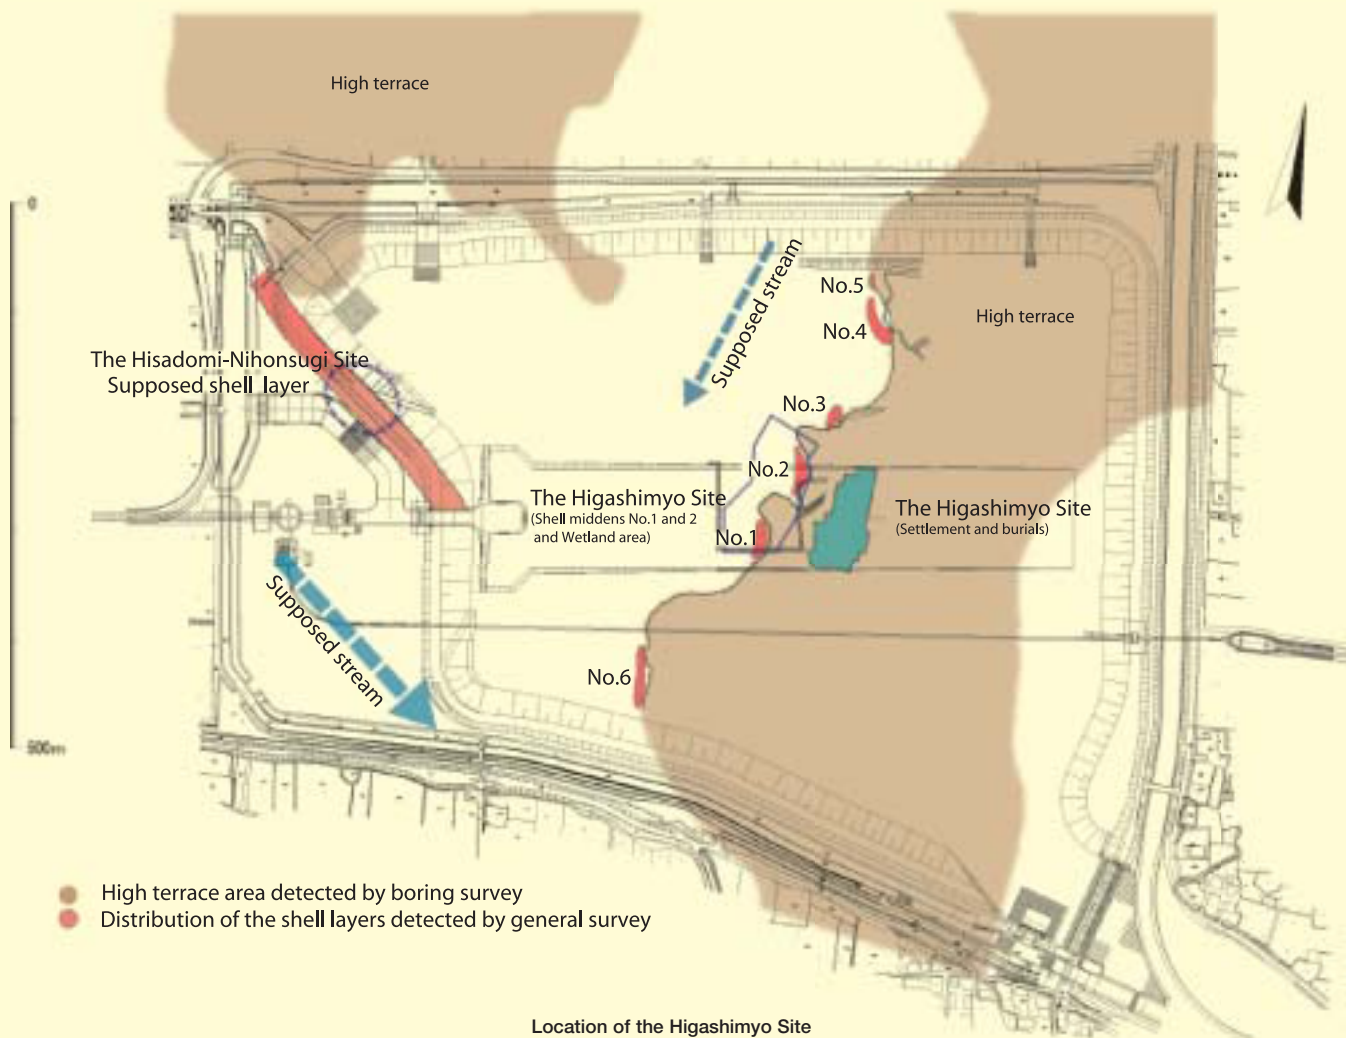 High terrace
0
No.5
Supposed stream
High terrace
No.4
The Hisadomi-Nihonsugi Site
Supposed shell layer
No.3
No.2
The Higashimyo Site
(Shell middens No.1 and 2
and Wetland area)
The Higashimyo Site
(Settlement and burials)
No.1
Supposed stream
No.6
500m
High terrace area detected by boring survey
Distribution of the shell layers detected by general survey
Location of the Higashimyo Site